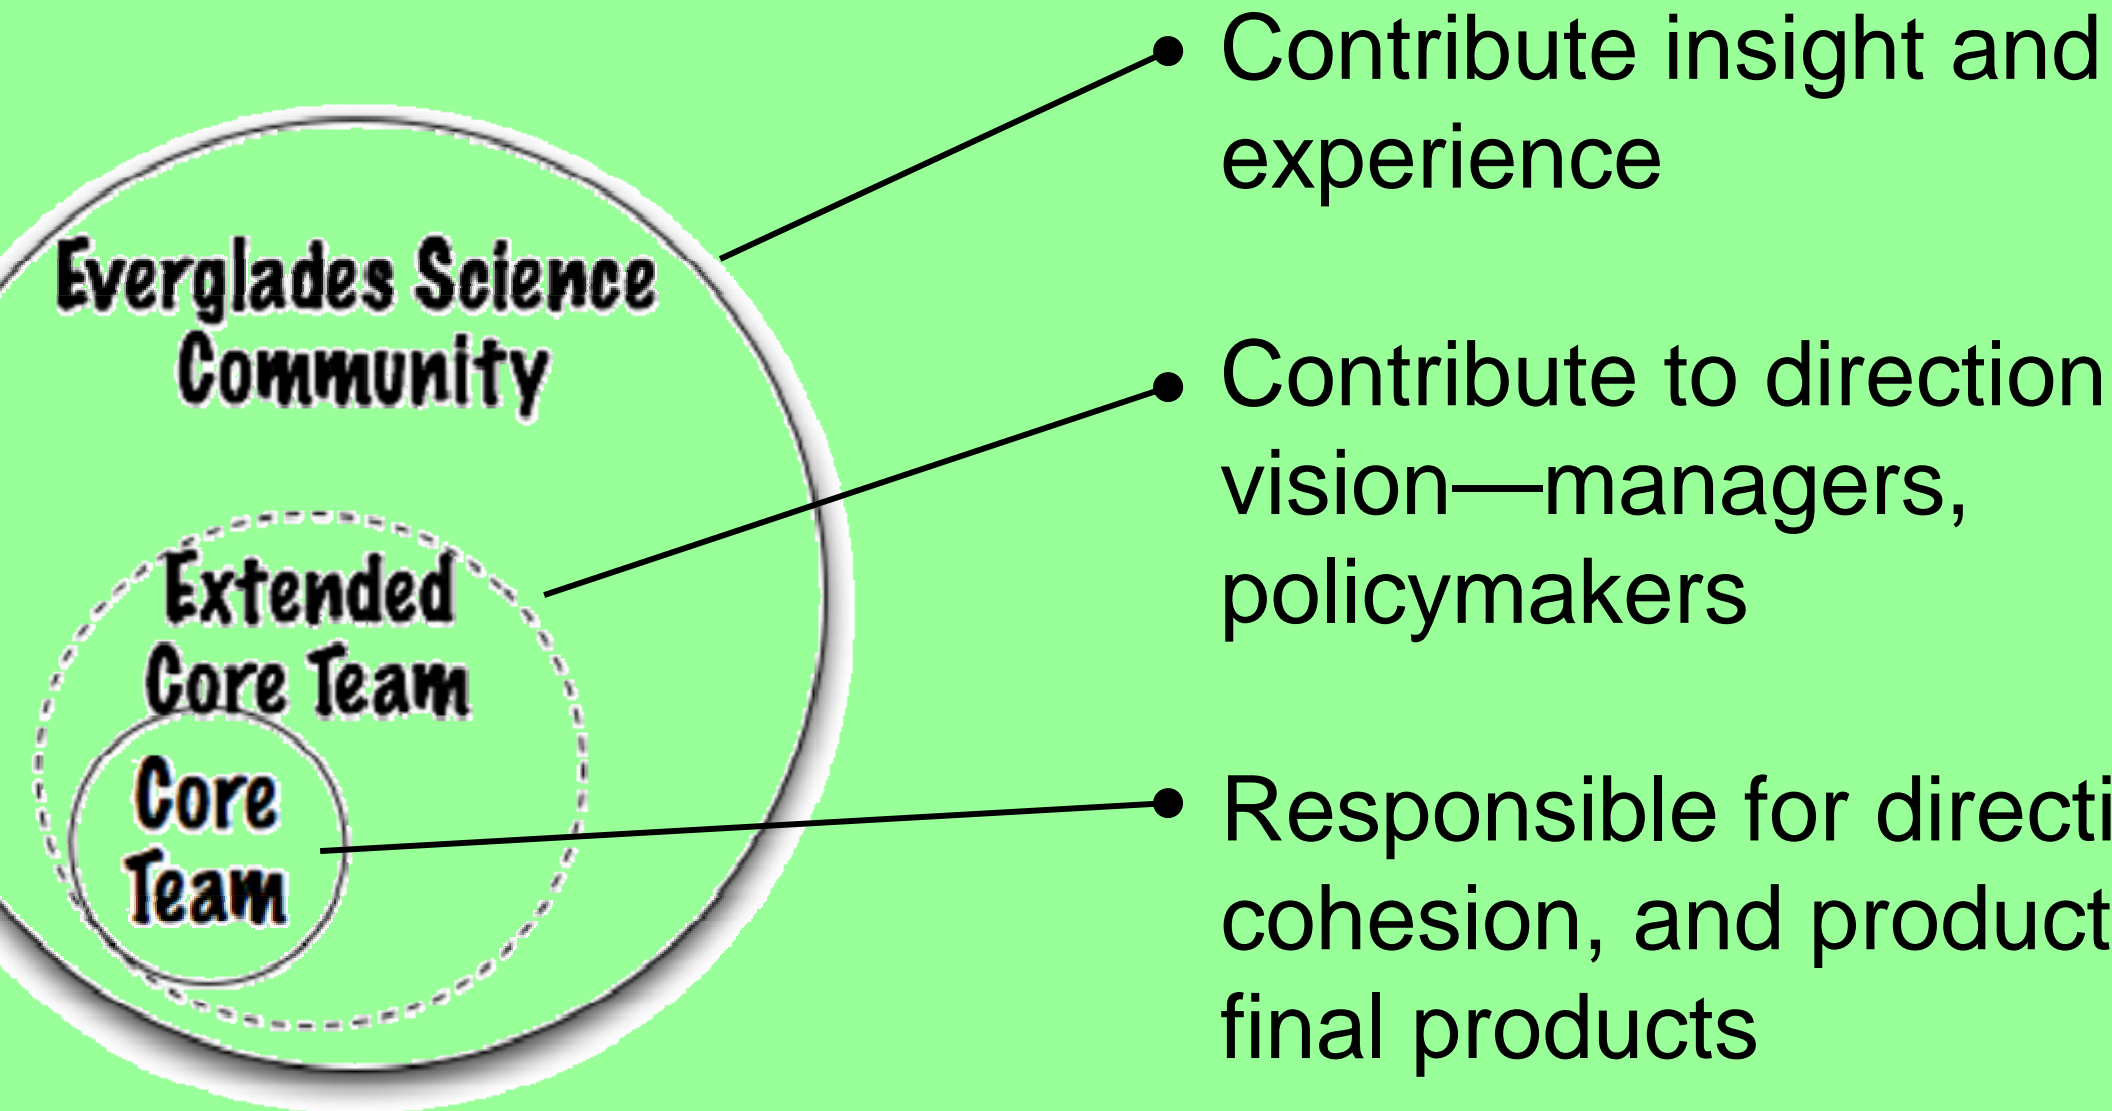 Everglades Science
Community
Extended
Core Team
Core
Team
Contribute insight and
experience
Contribute to direction
vision—managers,
policymakers
Responsible for directi
cohesion, and product
final products